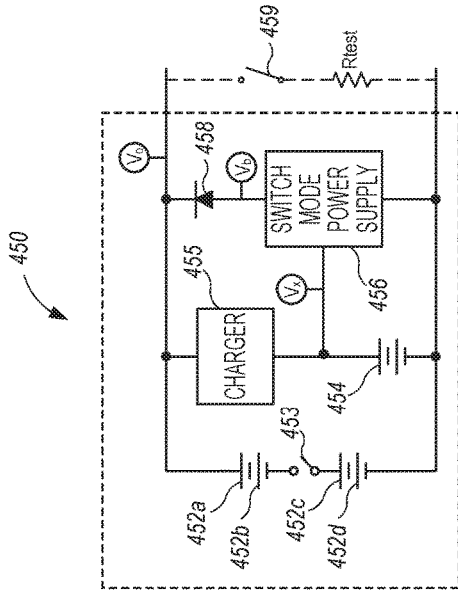 450
V₀
459
455
458
Vb
Rtest
CHARGER
Vx
SWITCH
MODE
POWER
SUPPLY
456
452a
452b
453
454
452c
452d